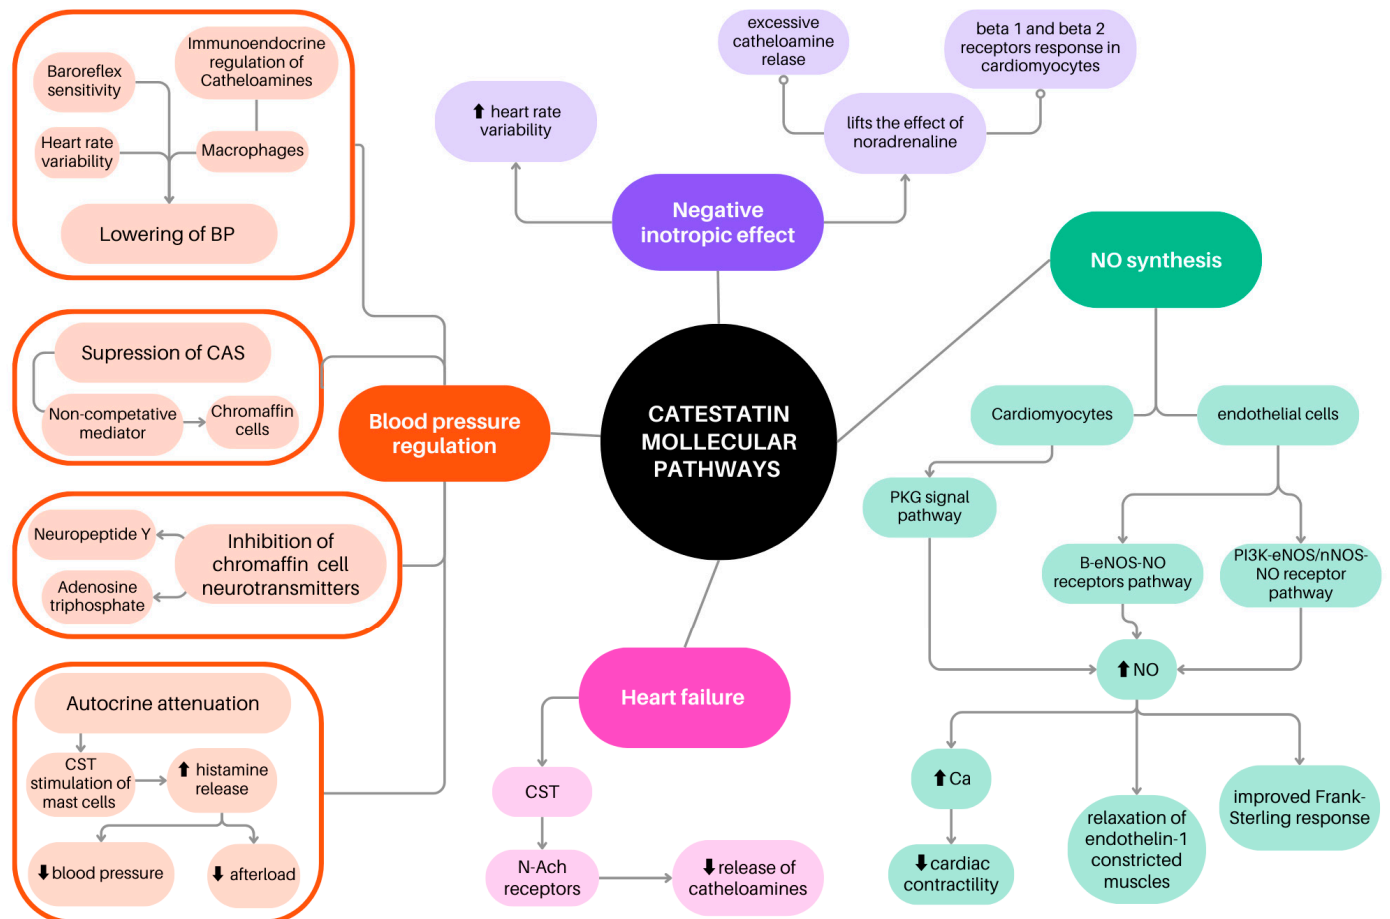 CATESTATIN
MOLLECULAR
PATHWAYS
Blood pressure
regulation
Baroreflex
sensitivity
Immunoendocrine
regulation of
Catheloamines
Heart rate
variability
Macrophages
Lowering of BP
Supression of CAS
Non-competative
mediator
Chromaffin
cells
Neuropeptide Y
Adenosine
triphosphate
Inhibition of
chromaffin cell
neurotransmitters
Autocrine attenuation
CST
stimulation of
mast cells
⬆ histamine
release
⬇blood pressure
⬇ afterload
Negative
inotropic effect
⬆ heart rate
variability
lifts the effect of
noradrenaline
excessive
catheloamine
relase
beta 1 and beta 2
receptors response in
cardiomyocytes
NO synthesis
Cardiomyocytes
endothelial cells
PKG signal
pathway
B-eNOS-NO
receptors pathway
PI3K-eNOS/nNOS-
NO receptor
pathway
⬆NO
⬆Ca
⬇cardiac
contractility
relaxation of
endothelin-1
constricted
muscles
improved Frank-
Sterling response
Heart failure
CST
N-Ach
receptors
⬇release of
catheloamines